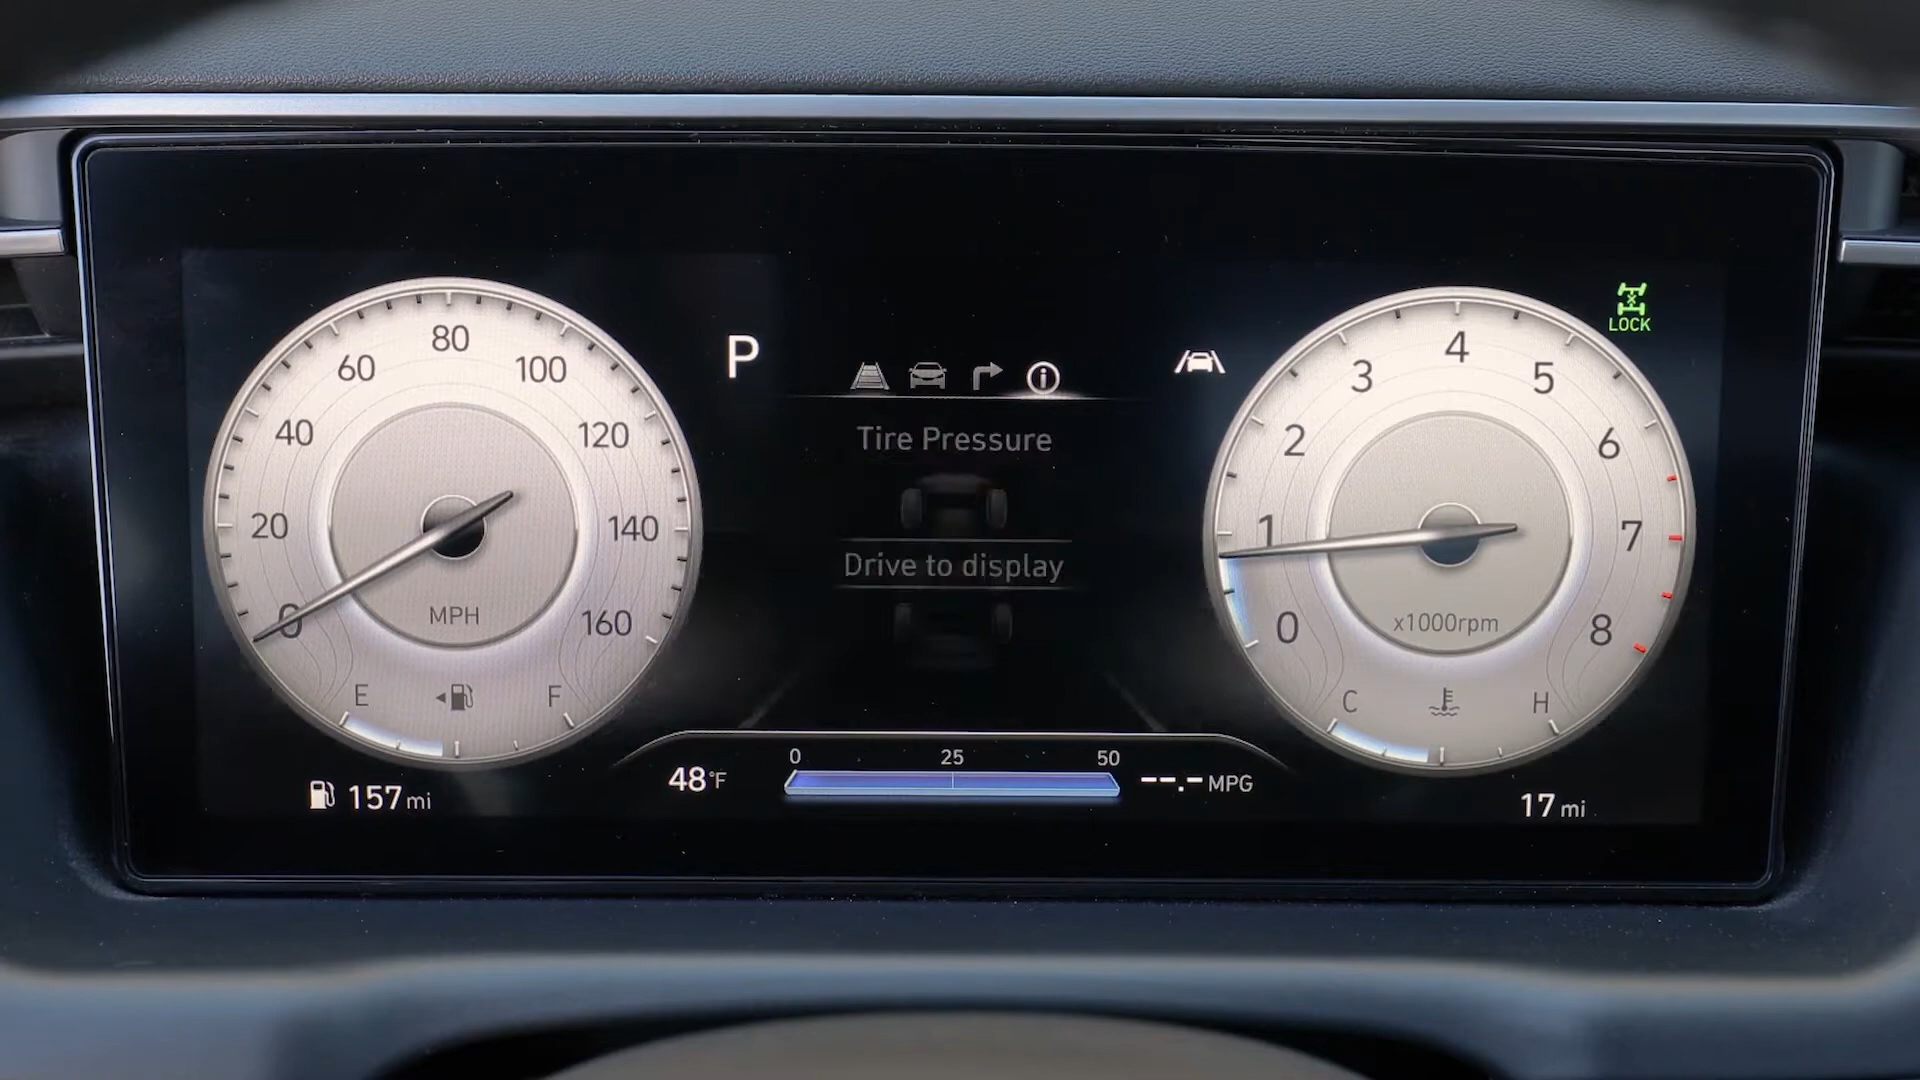 80
60
100
40
120
20
140
0
160
MPH
E
F
157 mi
P
Tire Pressure
Drive to display
0 25 50
48°F
--.- MPG
LOCK
4
3
5
2
6
1
7
0
8
x1000rpm
C
H
17 mi